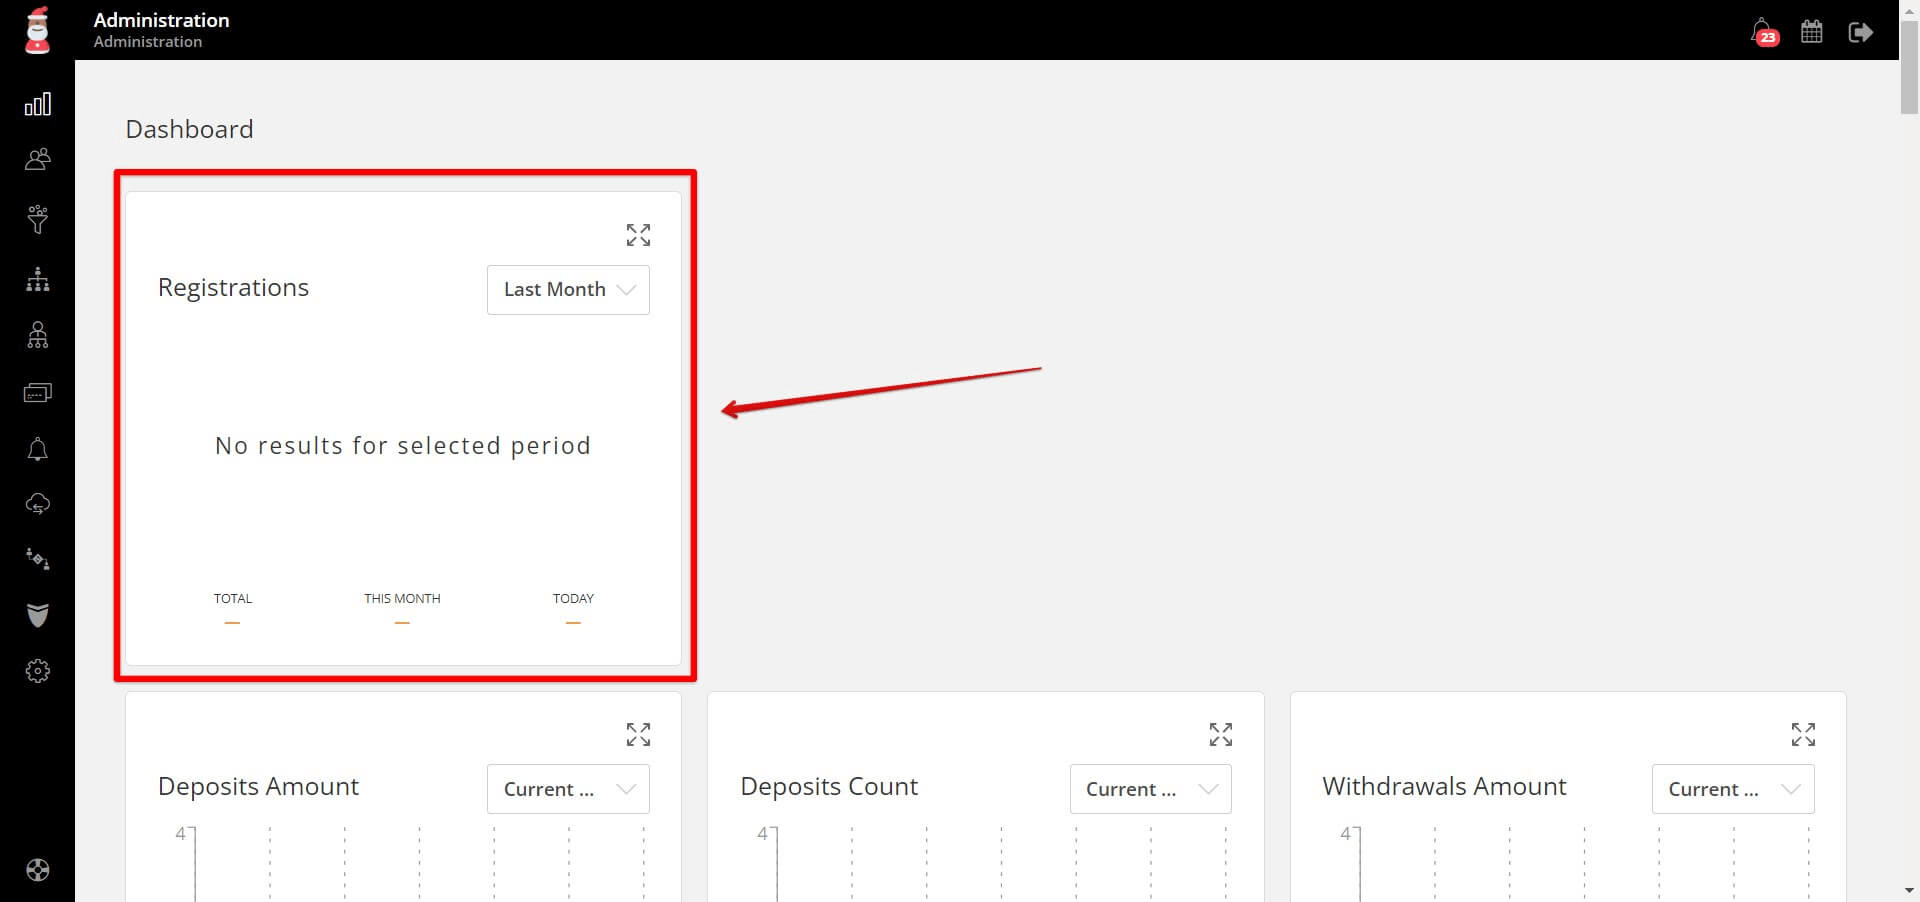 Administration
Administration
23
Dashboard
Registrations
Last Month
No results for selected period
TOTAL THIS MONTH TODAY
Deposits Amount
Current ...
4
Deposits Count
Current ...
4
Withdrawals Amount
Current ...
4